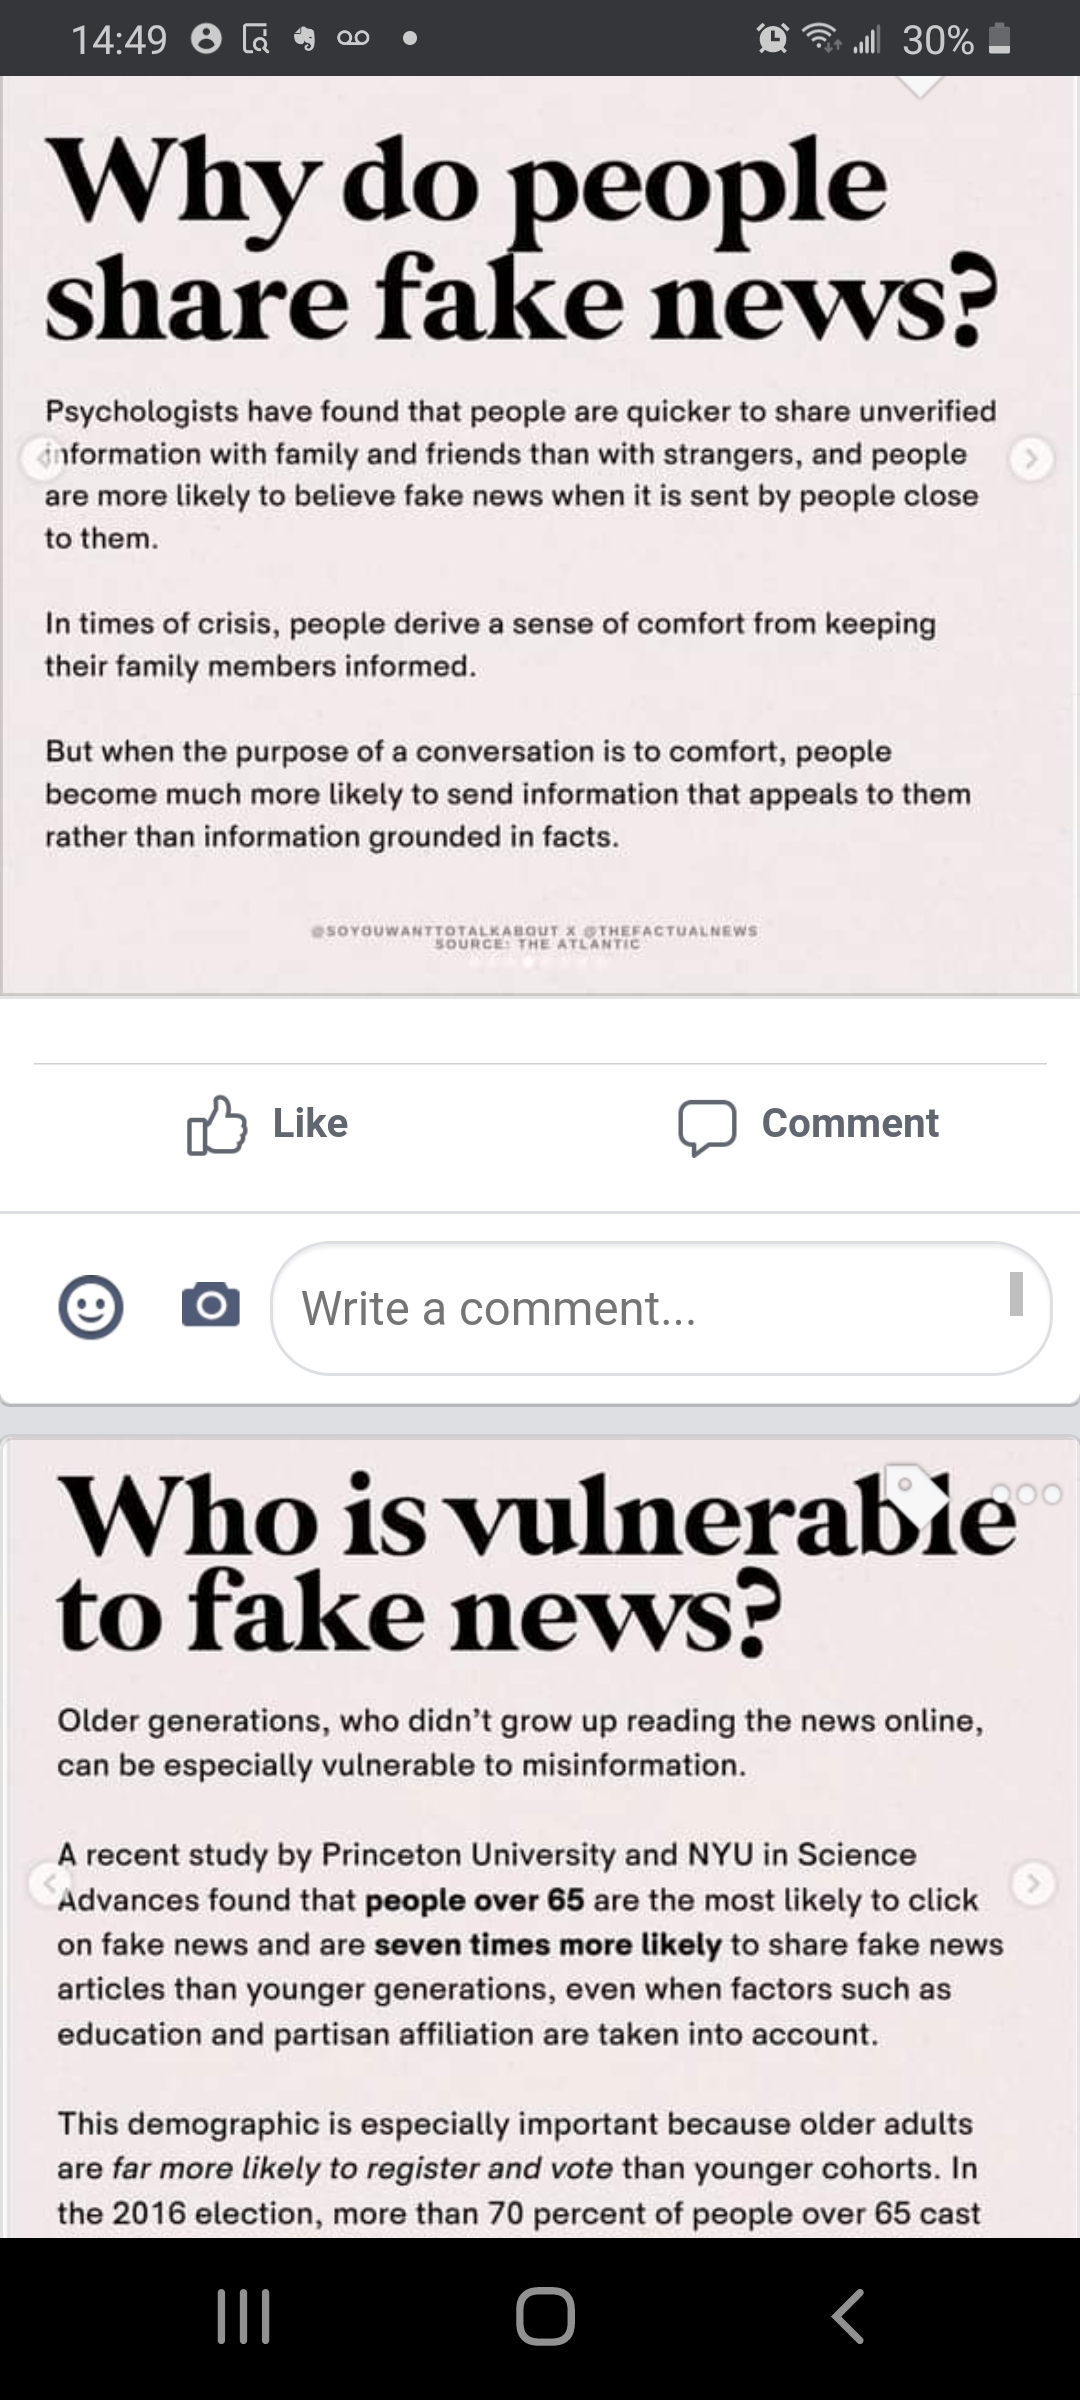 14:49
30%
Why do people
share fake news?
Psychologists have found that people are quicker to share unverified
information with family and friends than with strangers, and people
are more likely to believe fake news when it is sent by people close
to them.
In times of crisis, people derive a sense of comfort from keeping
their family members informed.
But when the purpose of a conversation is to comfort, people
become much more likely to send information that appeals to them
rather than information grounded in facts.
@SOYOUWANTTOTALKABOUT X @THEFACTUALNEWS
SOURCE: THE ATLANTIC
Like
Comment
Write a comment...
Who is vulnerable
to fake news?
Older generations, who didn't grow up reading the news online,
can be especially vulnerable to misinformation.
A recent study by Princeton University and NYU in Science
Advances found that people over 65 are the most likely to click
on fake news and are seven times more likely to share fake news
articles than younger generations, even when factors such as
education and partisan affiliation are taken into account.
This demographic is especially important because older adults
are far more likely to register and vote than younger cohorts. In
the 2016 election, more than 70 percent of people over 65 cast